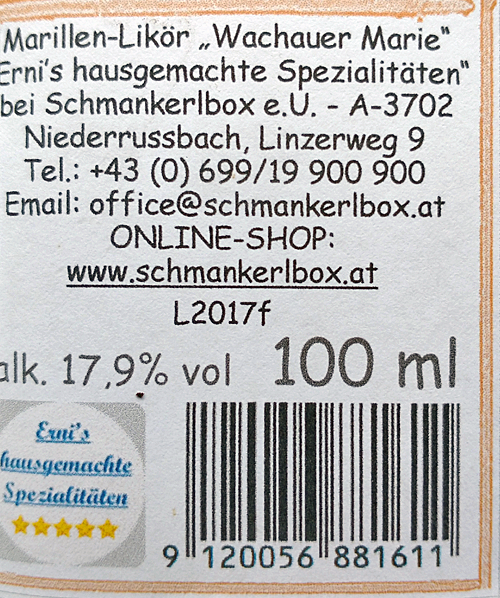 Marillen-Likör „Wachauer Marie“
Erni's hausgemachte Spezialitäten“
bei Schmankerlbox e.U. - A-3702
Niederrussbach, Linzerweg 9
Tel.: +43 (0) 699/19 900 900
Email: office@schmankerlbox.at
ONLINE-SHOP:
www.schmankerlbox.at
L2017f
alk. 17,9% vol 100 ml
Erni's
hausgemachte
Spezialitäten
9 120056 881611